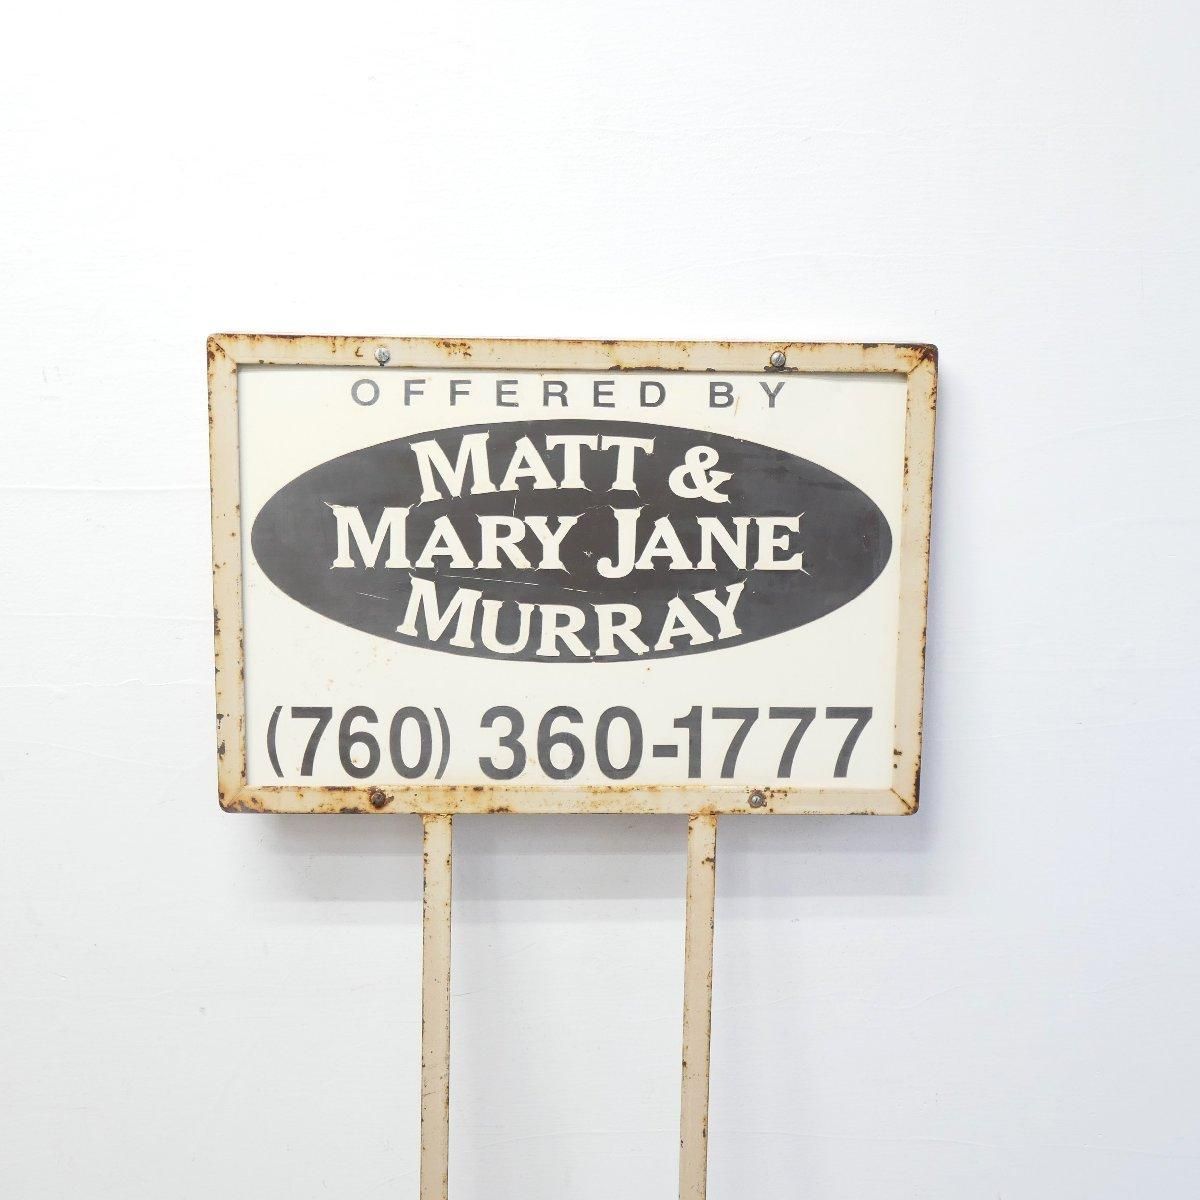 OFFERED BY
MATT &
MARY JANE
MURRAY
(760) 360-1777